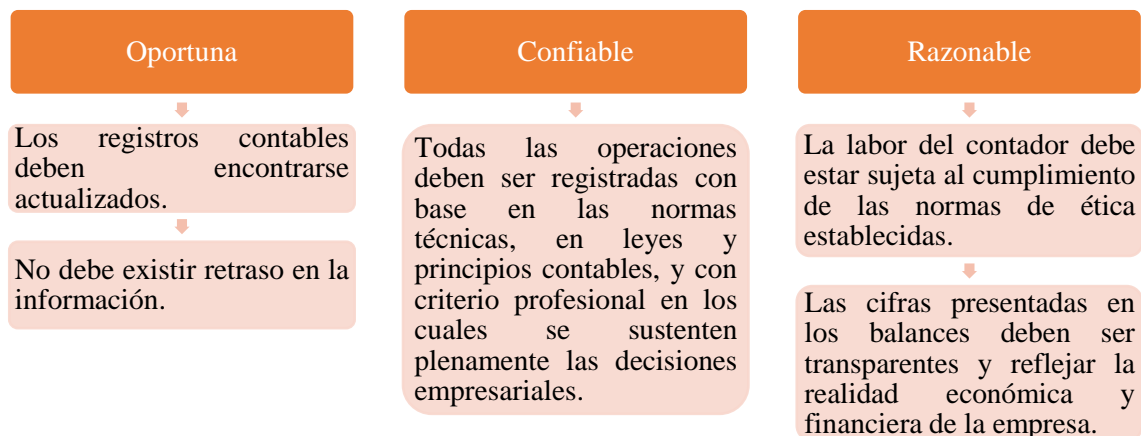 Oportuna
Los registros contables
deben encontrarse
actualizados.
No debe existir retraso en la
información.
Confiable
Todas las operaciones
deben ser registradas con
base en las normas
técnicas, en leyes y
principios contables, y con
criterio profesional en los
cuales se sustenten
plenamente las decisiones
empresariales.
Razonable
La labor del contador debe
estar sujeta al cumplimiento
de las normas de ética
establecidas.
Las cifras presentadas en
los balances deben ser
transparentes y reflejar la
realidad económica y
financiera de la empresa.